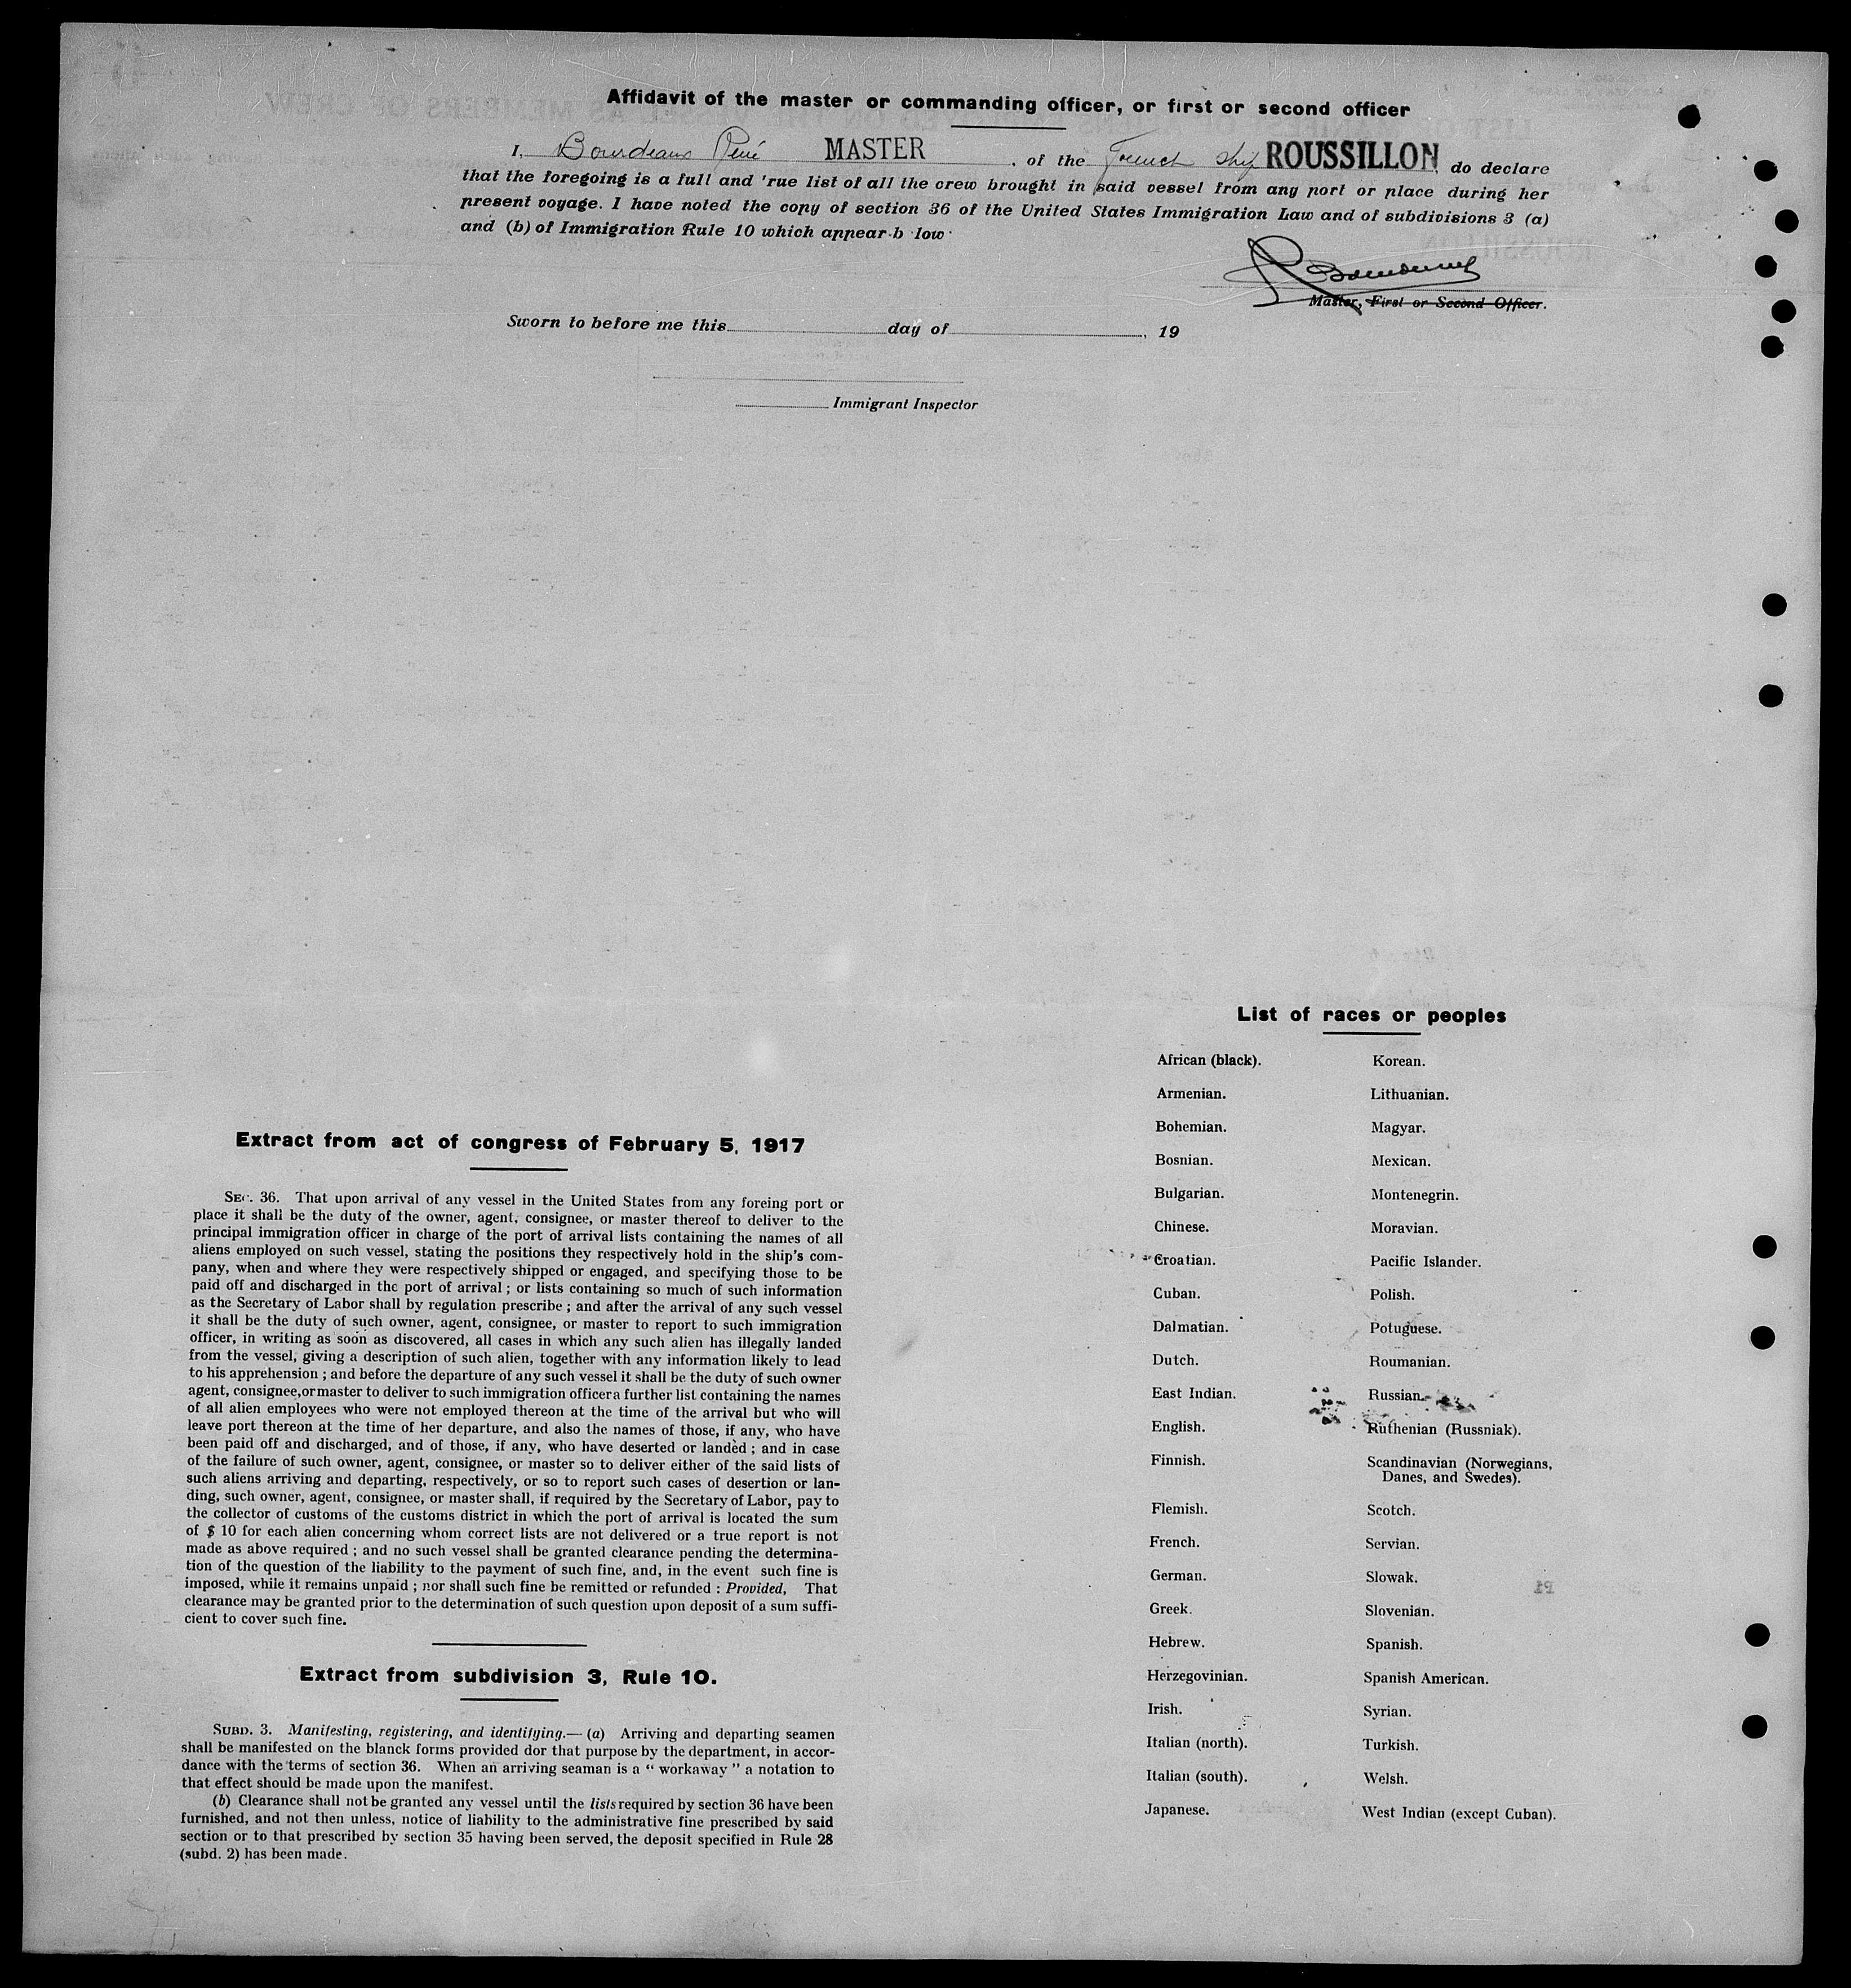 Affidavit of the master or commanding officer, or first or second officer
I, Bourdeaus René MASTER , of the French ship ROUSSILLON, do declare
that the foregoing is a full and 'rue list of all the crew brought in said vessel from any port or place during her
present voyage. I have noted the copy of section 36 of the United States Immigration Law and of subdivisions 3 (a)
and (b) of Immigration Rule 10 which appear b low
Master, First or Second Officer.
Sworn to before me this day of , 19
Immigrant Inspector
Extract from act of congress of February 5, 1917
SEC. 36. That upon arrival of any vessel in the United States from any foreing port or
place it shall be the duty of the owner, agent, consignee, or master thereof to deliver to the
principal immigration officer in charge of the port of arrival lists containing the names of all
aliens employed on such vessel, stating the positions they respectively hold in the ship's com-
pany, when and where they were respectively shipped or engaged, and specifying those to be
paid off and discharged in the port of arrival ; or lists containing so much of such information
as the Secretary of Labor shall by regulation prescribe ; and after the arrival of any such vessel
it shall be the duty of such owner, agent, consignee, or master to report to such immigration
officer, in writing as soon as discovered, all cases in which any such alien has illegally landed
from the vessel, giving a description of such alien, together with any information likely to lead
to his apprehension ; and before the departure of any such vessel it shall be the duty of such owner
agent, consignee,ormaster to deliver to such immigration officera further list containing the names
of all alien employees who were not employed thereon at the time of the arrival but who will
leave port thereon at the time of her departure, and also the names of those, if any, who have
been paid off and discharged, and of those, if any, who have deserted or landed ; and in case
of the failure of such owner, agent, consignee, or master so to deliver either of the said lists of
such aliens arriving and departing, respectively, or so to report such cases of desertion or lan-
ding, such owner, agent, consignee, or master shall, if required by the Secretary of Labor, pay to
the collector of customs of the customs district in which the port of arrival is located the sum
of $ 10 for each alien concerning whom correct lists are not delivered or a true report is not
made as above required ; and no such vessel shall be granted clearance pending the determina-
tion of the question of the liability to the payment of such fine, and, in the event such fine is
imposed, while it remains unpaid ; nor shall such fine be remitted or refunded : Provided, That
clearance may be granted prior to the determination of such question upon deposit of a sum suffi-
cient to cover such fine.
Extract from subdivision 3, Rule 10.
SUBD. 3. Manifesting, registering, and identifying.— (a) Arriving and departing seamen
shall be manifested on the blanck forms provided dor that purpose by the department, in accor-
dance with the terms of section 36. When an arriving seaman is a " workaway " a notation to
that effect should be made upon the manifest.
(b) Clearance shall not be granted any vessel until the lists required by section 36 have been
furnished, and not then unless, notice of liability to the administrative fine prescribed by said
section or to that prescribed by section 35 having been served, the deposit specified in Rule 28
(subd. 2) has been made.
List of races or peoples
African (black). Korean.
Armenian. Lithuanian.
Bohemian. Magyar.
Bosnian. Mexican.
Bulgarian. Montenegrin.
Chinese. Moravian.
Croatian. Pacific Islander.
Cuban. Polish.
Dalmatian. Potuguese.
Dutch. Roumanian.
East Indian. Russian.
English. Ruthenian (Russniak).
Finnish. Scandinavian (Norwegians,
Danes, and Swedes).
Flemish. Scotch.
French. Servian.
German. Slowak.
Greek. Slovenian.
Hebrew. Spanish.
Herzegovinian. Spanish American.
Irish. Syrian.
Italian (north). Turkish.
Italian (south). Welsh.
Japanese. West Indian (except Cuban).